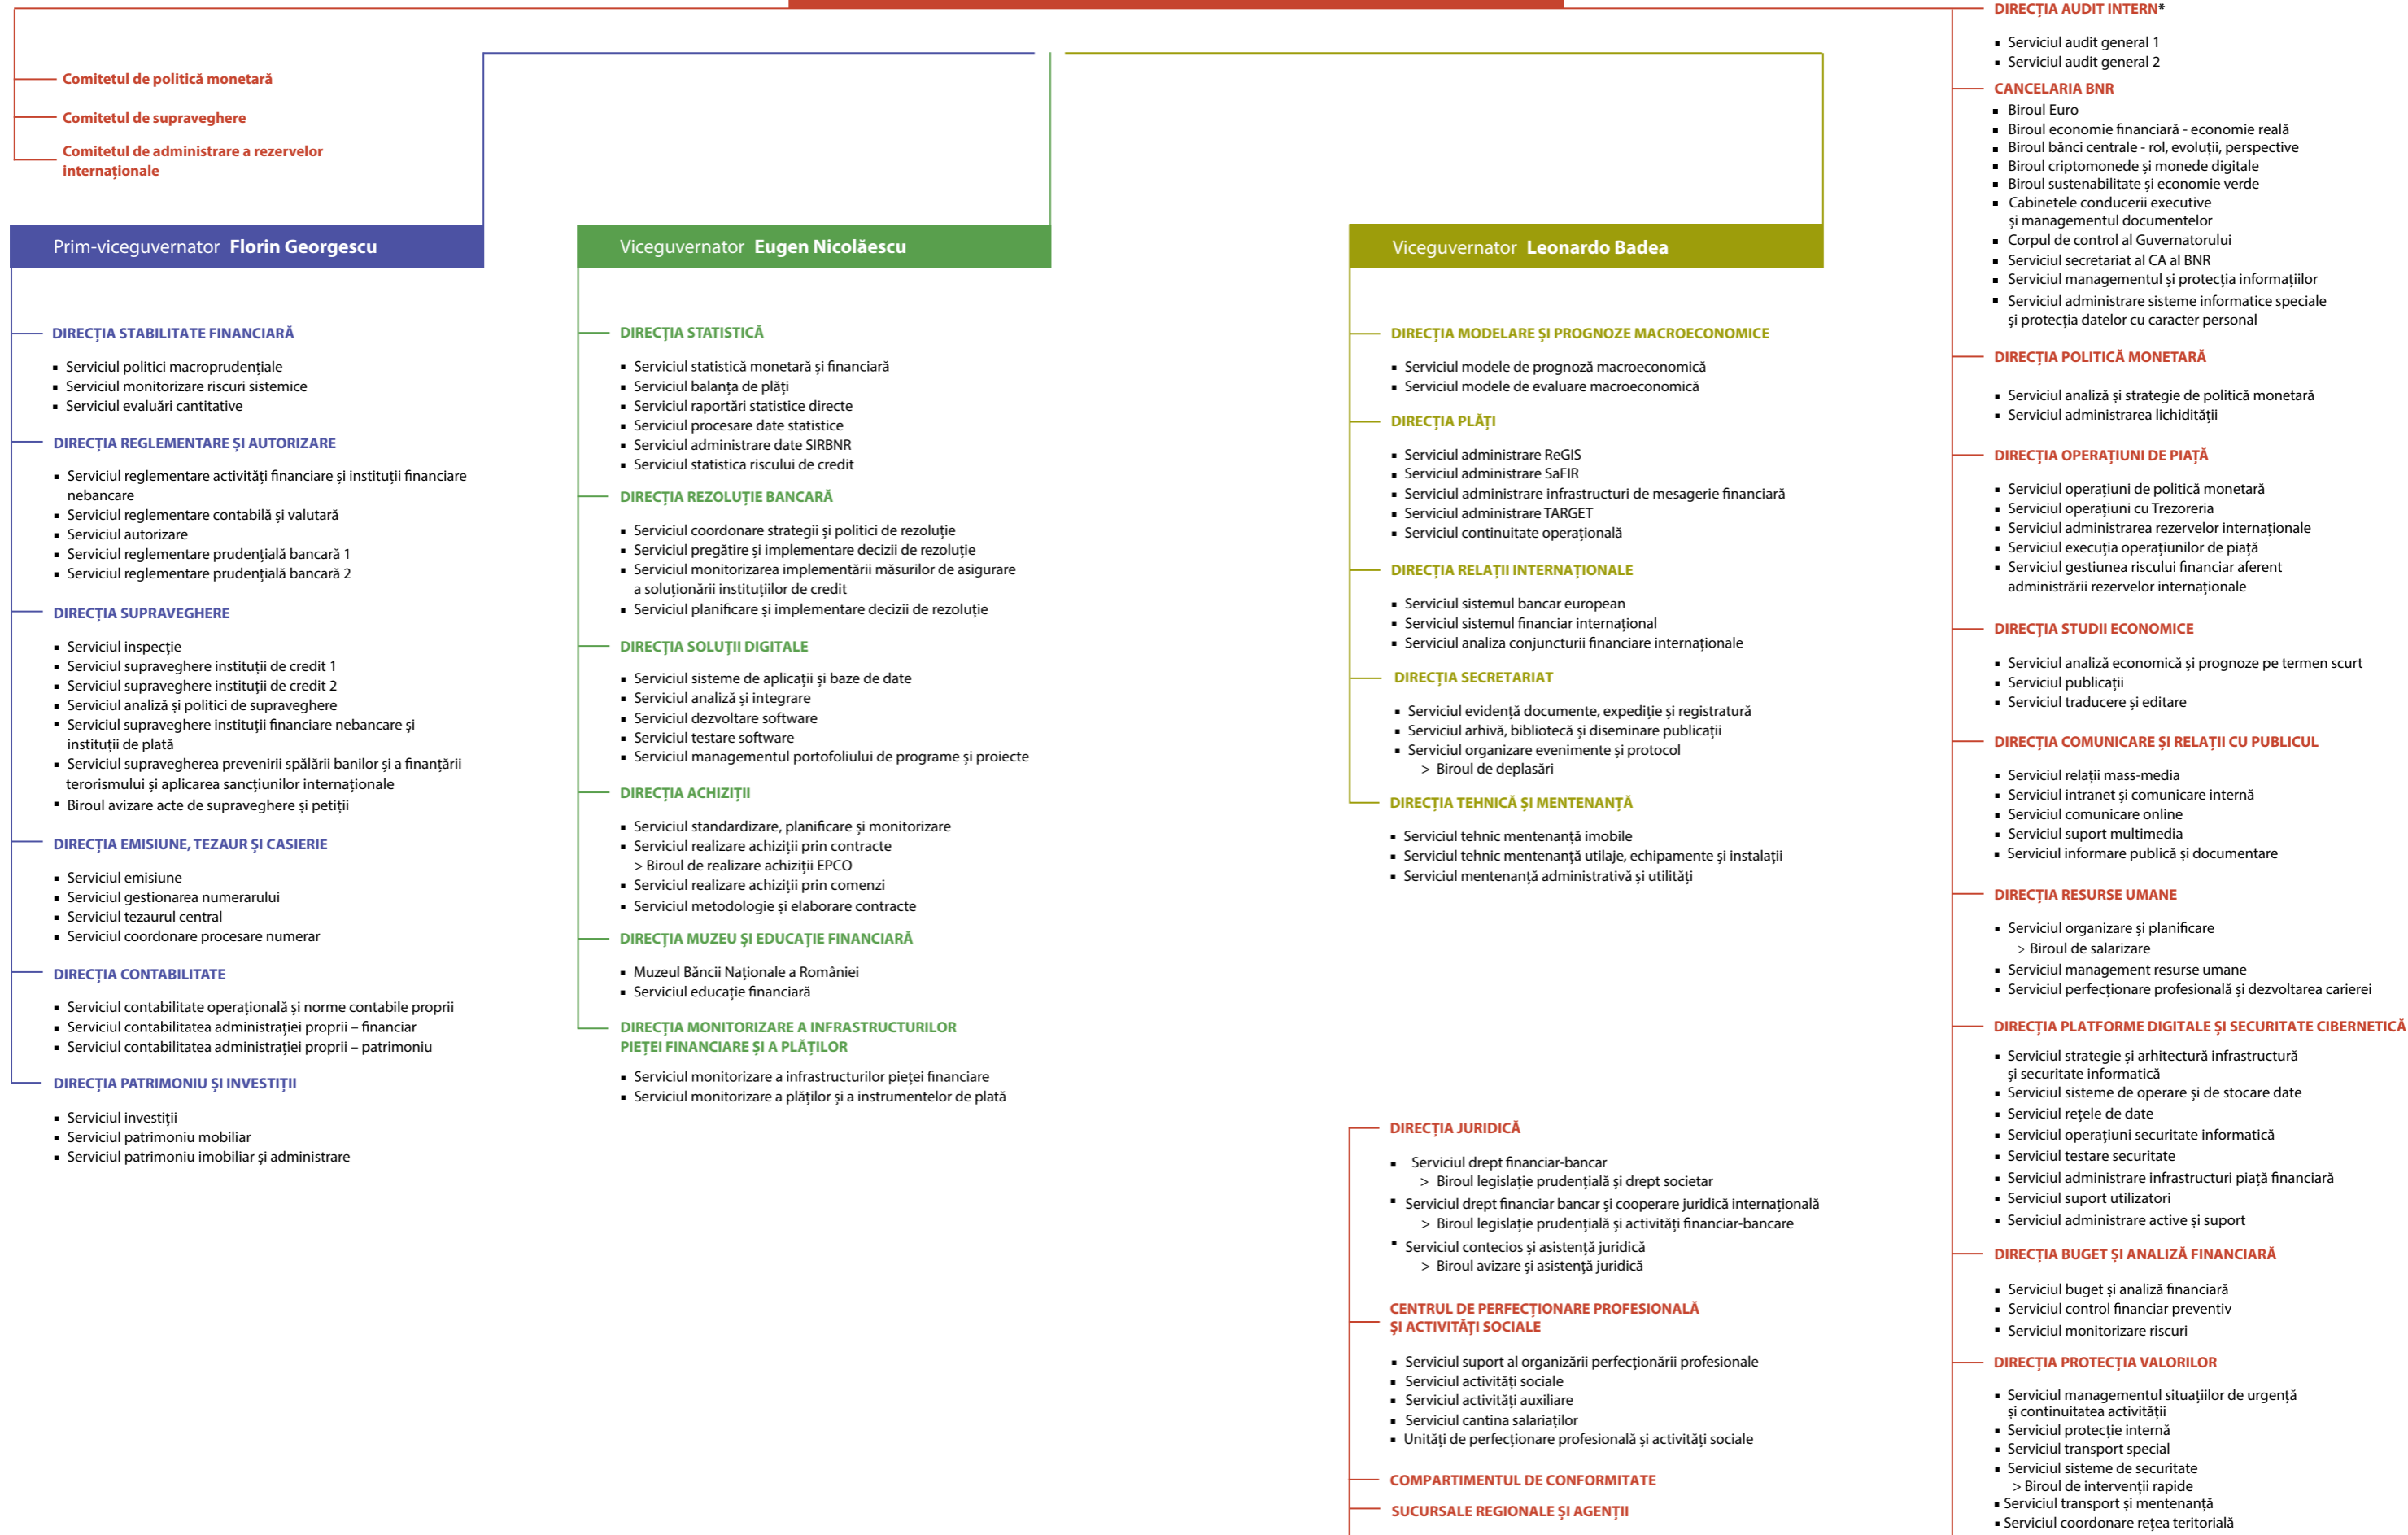 Comitetul de politică monetară
Comitetul de supraveghere
Comitetul de administrare a rezervelor
internaționale
Prim-viceguvernator Florin Georgescu
DIRECȚIA STABILITATE FINANCIARĂ
▪ Serviciul politici macroprudențiale
▪ Serviciul monitorizare riscuri sistemice
▪ Serviciul evaluări cantitative
DIRECȚIA REGLEMENTARE ȘI AUTORIZARE
▪ Serviciul reglementare activități financiare și instituții financiare
nebancare
▪ Serviciul reglementare contabilă și valutară
▪ Serviciul autorizare
▪ Serviciul reglementare prudențială bancară 1
▪ Serviciul reglementare prudențială bancară 2
DIRECȚIA SUPRAVEGHERE
▪ Serviciul inspecție
▪ Serviciul supraveghere instituții de credit 1
▪ Serviciul supraveghere instituții de credit 2
▪ Serviciul analiză și politici de supraveghere
▪ Serviciul supraveghere instituții financiare nebancare și
instituții de plată
▪ Serviciul supravegherea prevenirii spălării banilor și a finanțării
terorismului și aplicarea sancțiunilor internaționale
▪ Biroul avizare acte de supraveghere și petiții
DIRECȚIA EMISIUNE, TEZAUR ȘI CASIERIE
▪ Serviciul emisiune
▪ Serviciul gestionarea numerarului
▪ Serviciul tezaurul central
▪ Serviciul coordonare procesare numerar
DIRECȚIA CONTABILITATE
▪ Serviciul contabilitate operațională și norme contabile proprii
▪ Serviciul contabilitatea administrației proprii – financiar
▪ Serviciul contabilitatea administrației proprii – patrimoniu
DIRECȚIA PATRIMONIU ȘI INVESTIȚII
▪ Serviciul investiții
▪ Serviciul patrimoniu mobiliar
▪ Serviciul patrimoniu imobiliar și administrare
Viceguvernator Eugen Nicolăescu
DIRECȚIA STATISTICĂ
▪ Serviciul statistică monetară și financiară
▪ Serviciul balanța de plăți
▪ Serviciul raportări statistice directe
▪ Serviciul procesare date statistice
▪ Serviciul administrare date SIRBNR
▪ Serviciul statistica riscului de credit
DIRECȚIA REZOLUȚIE BANCARĂ
▪ Serviciul coordonare strategii și politici de rezoluție
▪ Serviciul pregătire și implementare decizii de rezoluție
▪ Serviciul monitorizarea implementării măsurilor de asigurare
a soluționării instituțiilor de credit
▪ Serviciul planificare și implementare decizii de rezoluție
DIRECȚIA SOLUȚII DIGITALE
▪ Serviciul sisteme de aplicații și baze de date
▪ Serviciul analiză și integrare
▪ Serviciul dezvoltare software
▪ Serviciul testare software
▪ Serviciul managementul portofoliului de programe și proiecte
DIRECȚIA ACHIZIȚII
▪ Serviciul standardizare, planificare și monitorizare
▪ Serviciul realizare achiziții prin contracte
> Biroul de realizare achiziții EPCO
▪ Serviciul realizare achiziții prin comenzi
▪ Serviciul metodologie și elaborare contracte
DIRECȚIA MUZEU ȘI EDUCAȚIE FINANCIARĂ
▪ Muzeul Băncii Naționale a României
▪ Serviciul educație financiară
DIRECȚIA MONITORIZARE A INFRASTRUCTURILOR
PIEȚEI FINANCIARE ȘI A PLĂȚILOR
▪ Serviciul monitorizare a infrastructurilor pieței financiare
▪ Serviciul monitorizare a plăților și a instrumentelor de plată
Viceguvernator Leonardo Badea
DIRECȚIA MODELARE ȘI PROGNOZE MACROECONOMICE
▪ Serviciul modele de prognoză macroeconomică
▪ Serviciul modele de evaluare macroeconomică
DIRECȚIA PLĂȚI
▪ Serviciul administrare ReGIS
▪ Serviciul administrare SaFIR
▪ Serviciul administrare infrastructuri de mesagerie financiară
▪ Serviciul administrare TARGET
▪ Serviciul continuitate operațională
DIRECȚIA RELAȚII INTERNAȚIONALE
▪ Serviciul sistemul bancar european
▪ Serviciul sistemul financiar internațional
▪ Serviciul analiza conjuncturii financiare internaționale
DIRECȚIA SECRETARIAT
▪ Serviciul evidență documente, expediție și registratură
▪ Serviciul arhivă, bibliotecă și diseminare publicații
▪ Serviciul organizare evenimente și protocol
> Biroul de deplasări
DIRECȚIA TEHNICĂ ȘI MENTENANȚĂ
▪ Serviciul tehnic mentenanță imobile
▪ Serviciul tehnic mentenanță utilaje, echipamente și instalații
▪ Serviciul mentenanță administrativă și utilități
DIRECȚIA JURIDICĂ
▪ Serviciul drept financiar-bancar
> Biroul legislație prudențială și drept societar
▪ Serviciul drept financiar bancar și cooperare juridică internațională
> Biroul legislație prudențială și activități financiar-bancare
▪ Serviciul contecios și asistență juridică
> Biroul avizare și asistență juridică
CENTRUL DE PERFECȚIONARE PROFESIONALĂ
ȘI ACTIVITĂȚI SOCIALE
▪ Serviciul suport al organizării perfecționării profesionale
▪ Serviciul activități sociale
▪ Serviciul activități auxiliare
▪ Serviciul cantina salariaților
▪ Unități de perfecționare profesională și activități sociale
COMPARTIMENTUL DE CONFORMITATE
SUCURSALE REGIONALE ȘI AGENȚII
DIRECȚIA AUDIT INTERN*
▪ Serviciul audit general 1
▪ Serviciul audit general 2
CANCELARIA BNR
▪ Biroul Euro
▪ Biroul economie financiară - economie reală
▪ Biroul bănci centrale - rol, evoluții, perspective
▪ Biroul criptomonede și monede digitale
▪ Biroul sustenabilitate și economie verde
▪ Cabinetele conducerii executive
și managementul documentelor
▪ Corpul de control al Guvernatorului
▪ Serviciul secretariat al CA al BNR
▪ Serviciul managementul și protecția informațiilor
▪ Serviciul administrare sisteme informatice speciale
și protecția datelor cu caracter personal
DIRECȚIA POLITICĂ MONETARĂ
▪ Serviciul analiză și strategie de politică monetară
▪ Serviciul administrarea lichidității
DIRECȚIA OPERAȚIUNI DE PIAȚĂ
▪ Serviciul operațiuni de politică monetară
▪ Serviciul operațiuni cu Trezoreria
▪ Serviciul administrarea rezervelor internaționale
▪ Serviciul execuția operațiunilor de piață
▪ Serviciul gestiunea riscului financiar aferent
administrării rezervelor internaționale
DIRECȚIA STUDII ECONOMICE
▪ Serviciul analiză economică și prognoze pe termen scurt
▪ Serviciul publicații
▪ Serviciul traducere și editare
DIRECȚIA COMUNICARE ȘI RELAȚII CU PUBLICUL
▪ Serviciul relații mass-media
▪ Serviciul intranet și comunicare internă
▪ Serviciul comunicare online
▪ Serviciul suport multimedia
▪ Serviciul informare publică și documentare
DIRECȚIA RESURSE UMANE
▪ Serviciul organizare și planificare
> Biroul de salarizare
▪ Serviciul management resurse umane
▪ Serviciul perfecționare profesională și dezvoltarea carierei
DIRECȚIA PLATFORME DIGITALE ȘI SECURITATE CIBERNETICĂ
▪ Serviciul strategie și arhitectură infrastructură
și securitate informatică
▪ Serviciul sisteme de operare și de stocare date
▪ Serviciul rețele de date
▪ Serviciul operațiuni securitate informatică
▪ Serviciul testare securitate
▪ Serviciul administrare infrastructuri piață financiară
▪ Serviciul suport utilizatori
▪ Serviciul administrare active și suport
DIRECȚIA BUGET ȘI ANALIZĂ FINANCIARĂ
▪ Serviciul buget și analiză financiară
▪ Serviciul control financiar preventiv
▪ Serviciul monitorizare riscuri
DIRECȚIA PROTECȚIA VALORILOR
▪ Serviciul managementul situațiilor de urgență
și continuitatea activității
▪ Serviciul protecție internă
▪ Serviciul transport special
▪ Serviciul sisteme de securitate
> Biroul de intervenții rapide
▪ Serviciul transport și mentenanță
▪ Serviciul coordonare rețea teritorială